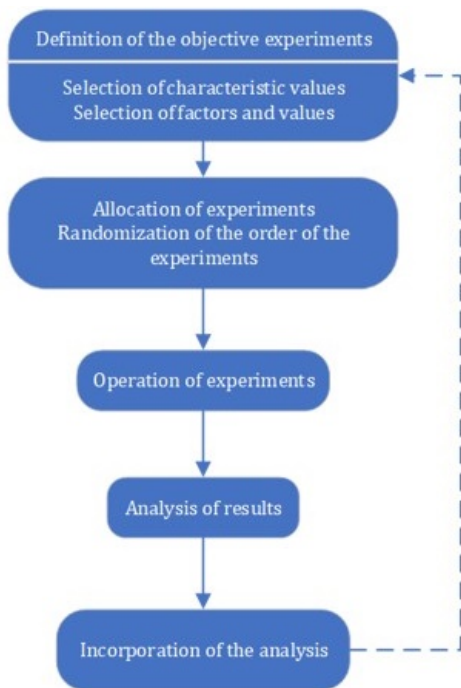 Definition of the objective experiments
Selection of characteristic values
Selection of factors and values
Allocation of experiments
Randomization of the order of the
experiments
Operation of experiments
Analysis of results
Incorporation of the analysis